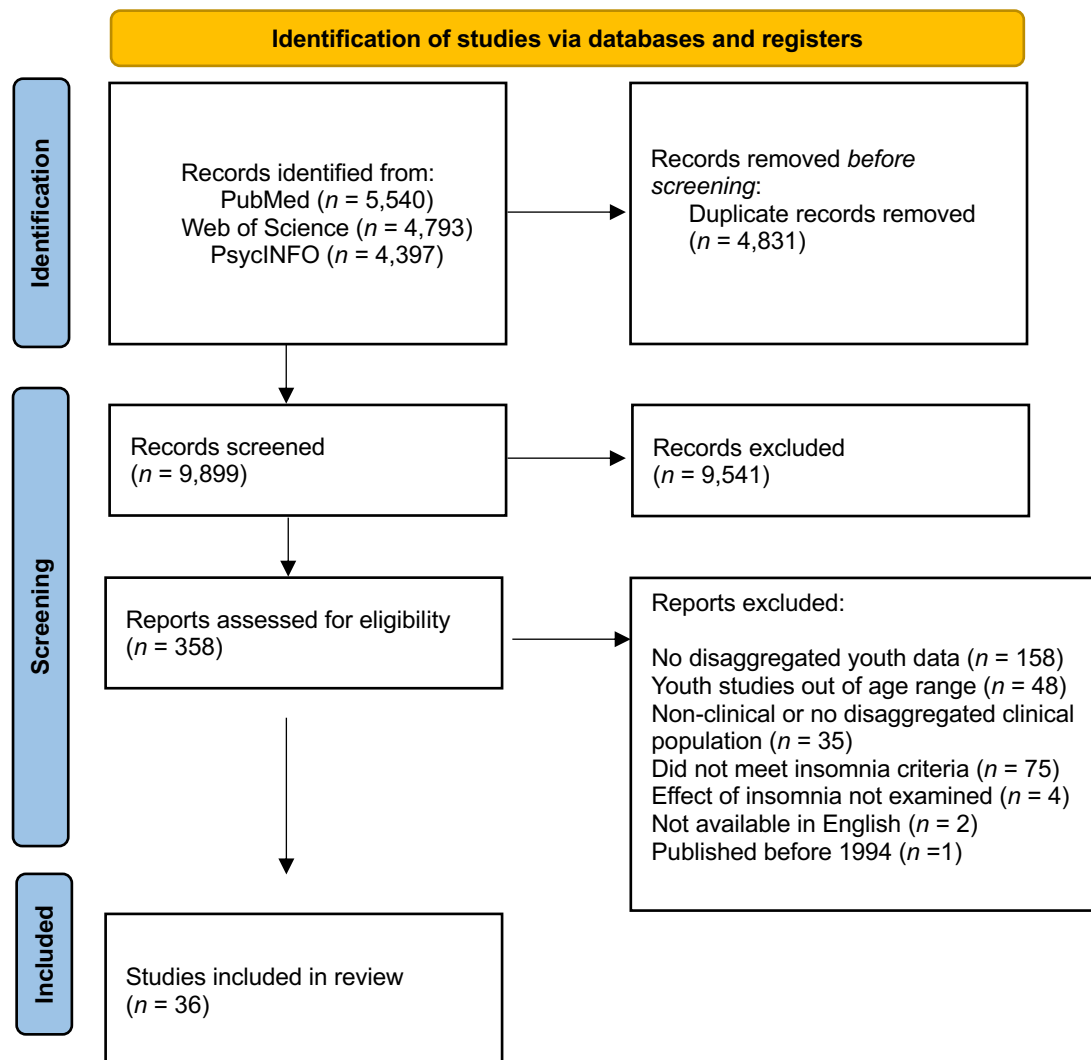 Identification of studies via databases and registers
Identification
Records identified from:
PubMed (n = 5,540)
Web of Science (n = 4,793)
PsycINFO (n = 4,397)
Records removed before
screening:
Duplicate records removed
(n = 4,831)
Screening
Records screened
(n = 9,899)
Records excluded
(n = 9,541)
Reports assessed for eligibility
(n = 358)
Reports excluded:
No disaggregated youth data (n = 158)
Youth studies out of age range (n = 48)
Non-clinical or no disaggregated clinical
population (n = 35)
Did not meet insomnia criteria (n = 75)
Effect of insomnia not examined (n = 4)
Not available in English (n = 2)
Published before 1994 (n =1)
Included
Studies included in review
(n = 36)